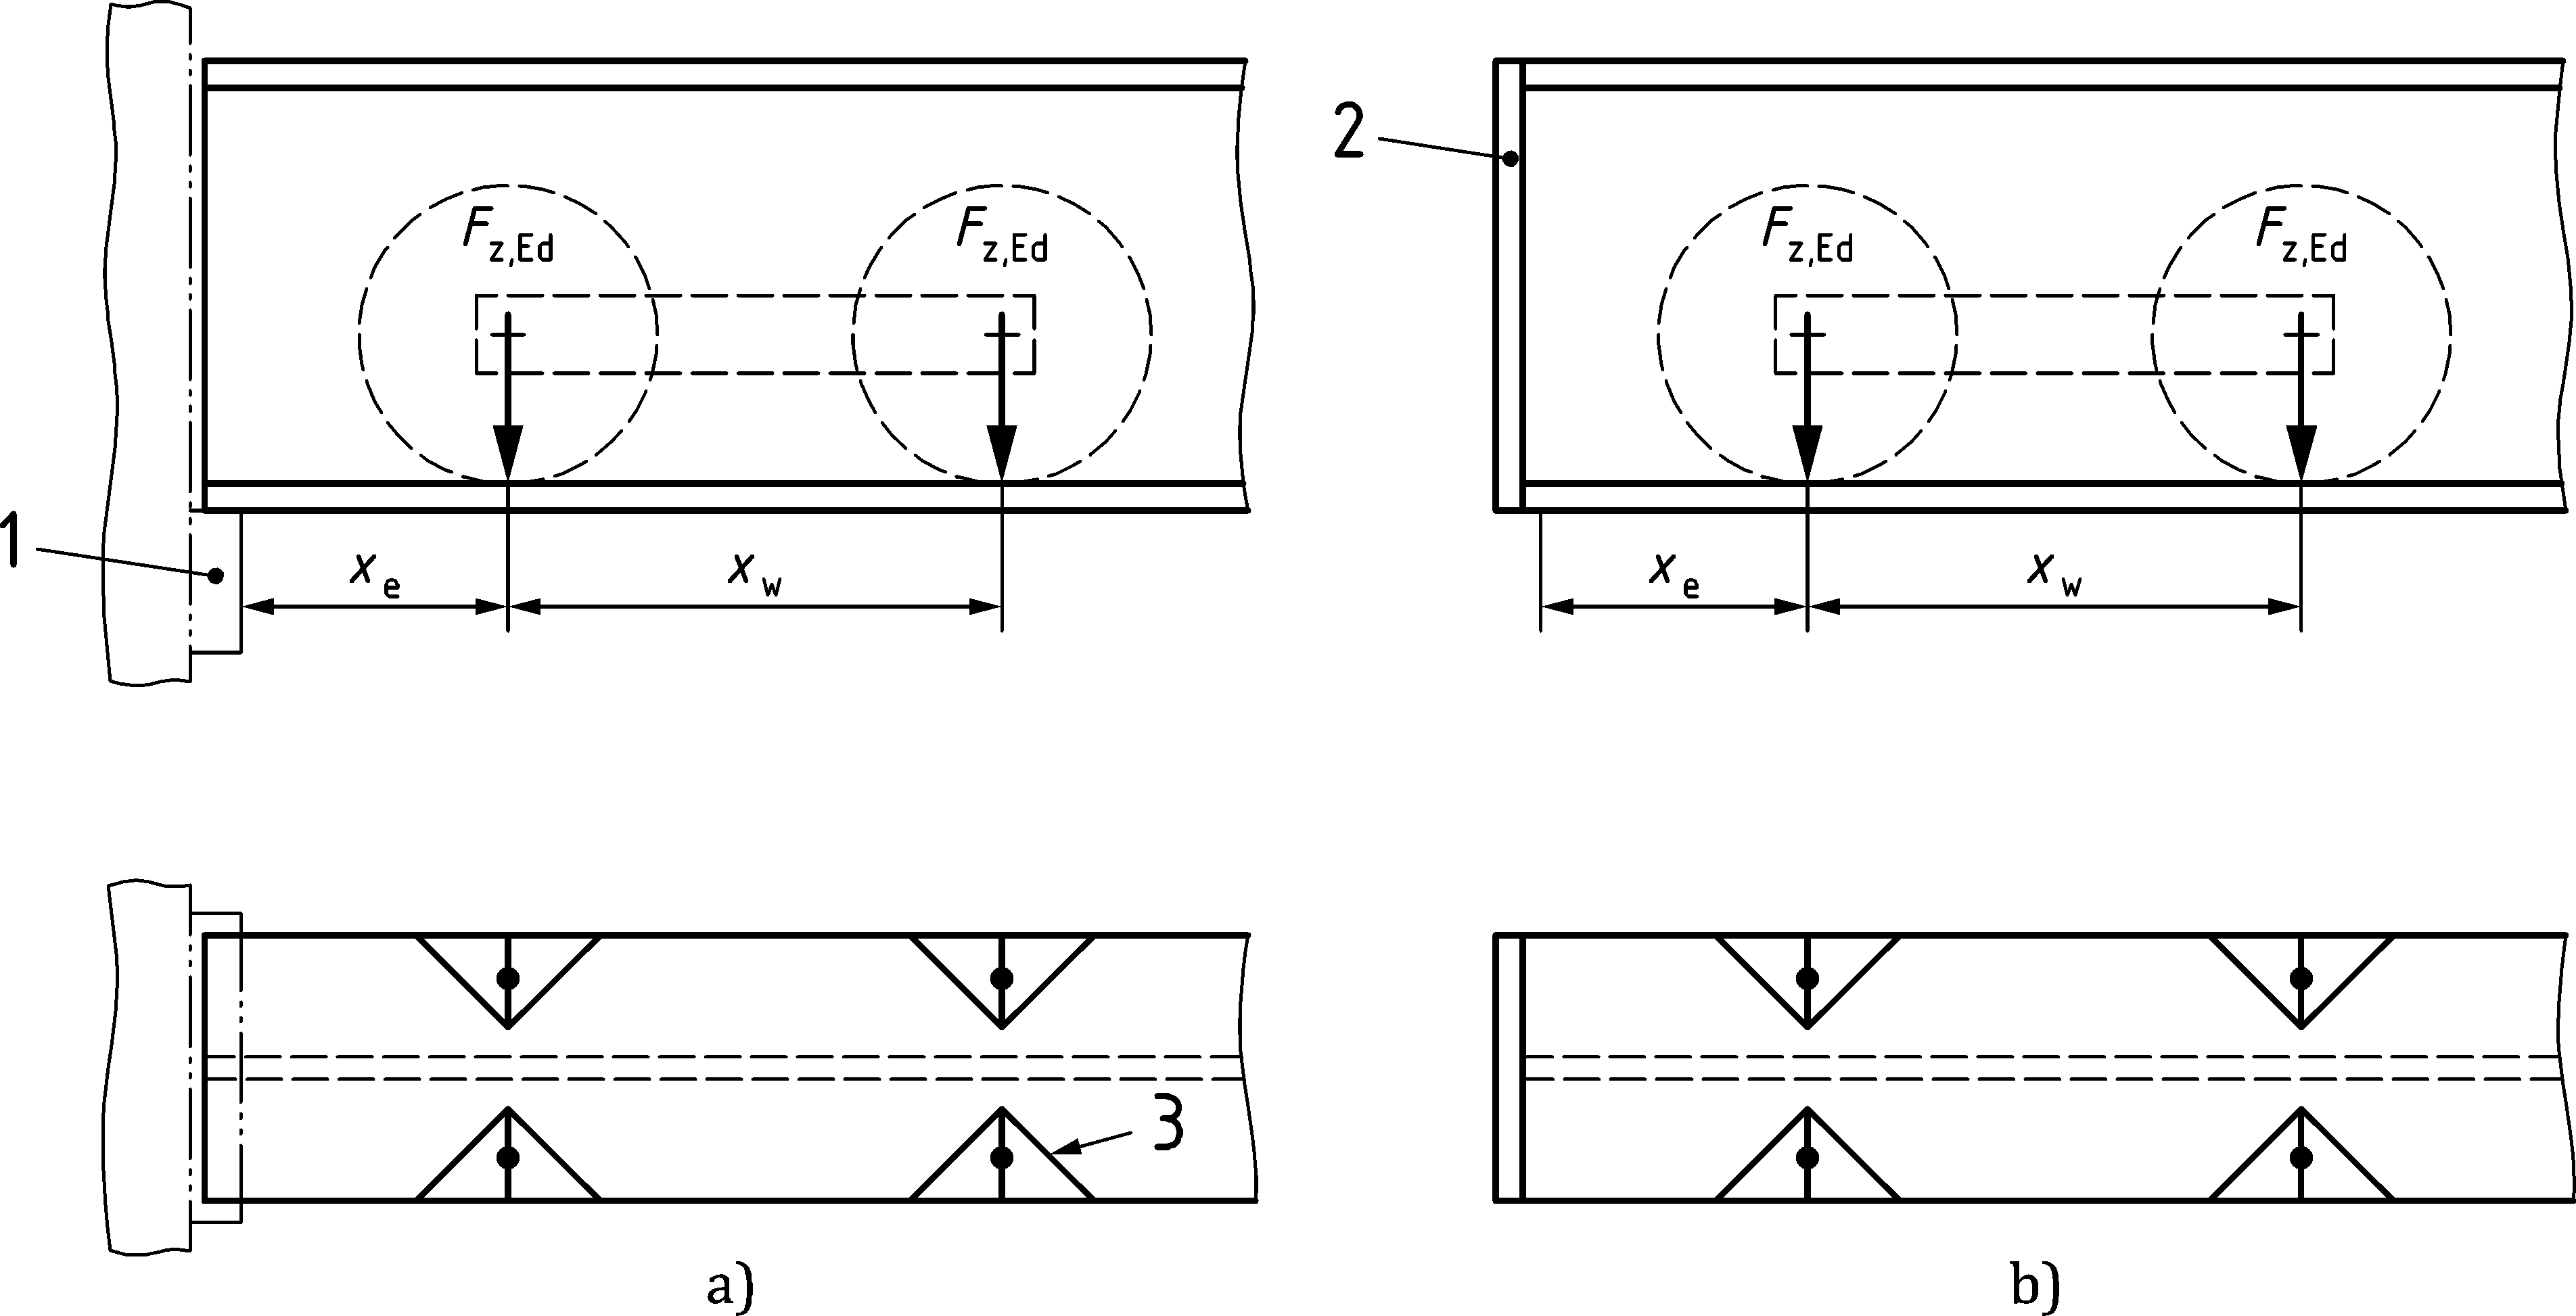 2
F z,Ed F z,Ed F z,Ed F z,Ed
1
x e x w x e x w
3
a) b)